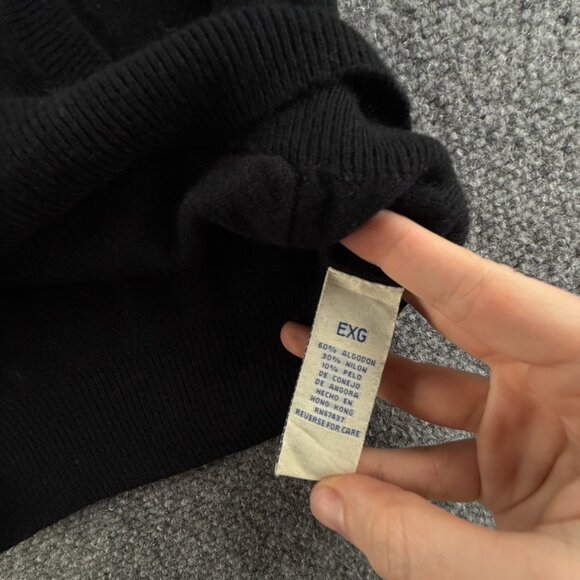 EXG
60% ALGODON
30% NILON
10% PELO
DE CONEJO
DE ANGORA
HECHO EN
HONG KONG
RN67437
REVERSE FOR CARE